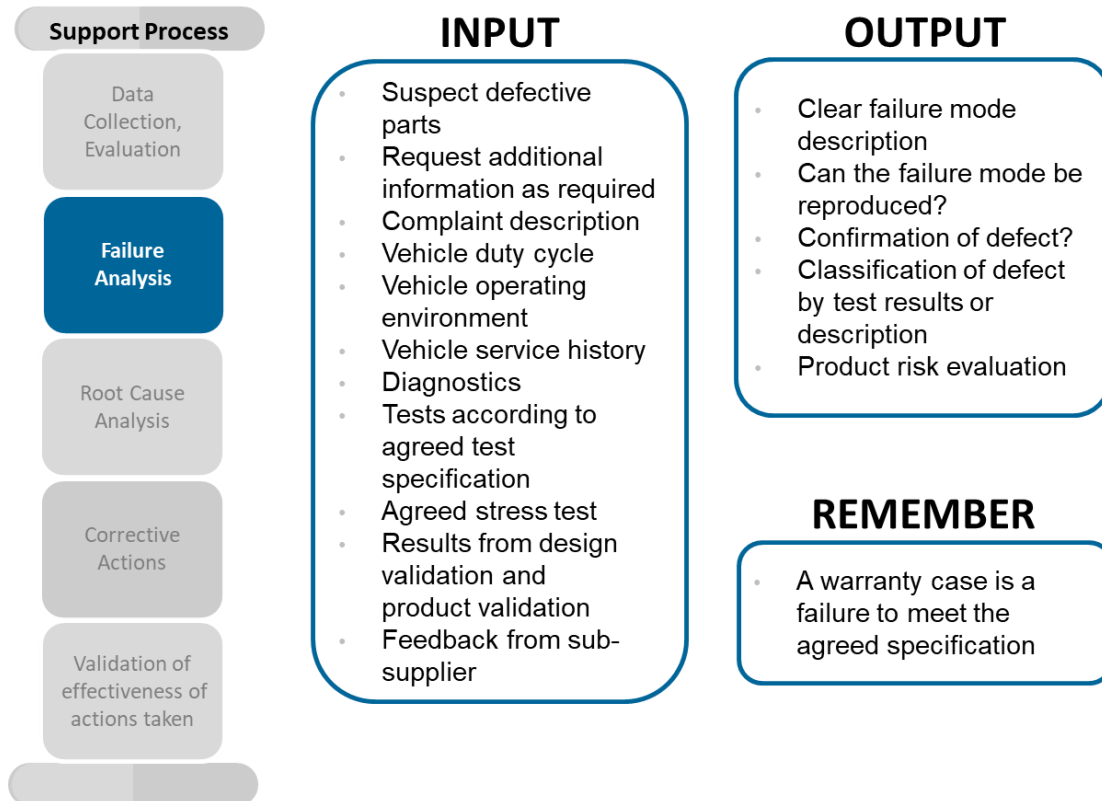 Support Process
Data
Collection,
Evaluation
Failure
Analysis
Root Cause
Analysis
Corrective
Actions
Validation of
effectiveness of
actions taken
INPUT
• Suspect defective
parts
• Request additional
information as required
• Complaint description
• Vehicle duty cycle
• Vehicle operating
environment
• Vehicle service history
• Diagnostics
• Tests according to
agreed test
specification
• Agreed stress test
• Results from design
validation and
product validation
• Feedback from sub-
supplier
OUTPUT
• Clear failure mode
description
• Can the failure mode be
reproduced?
• Confirmation of defect?
• Classification of defect
by test results or
description
• Product risk evaluation
REMEMBER
• A warranty case is a
failure to meet the
agreed specification